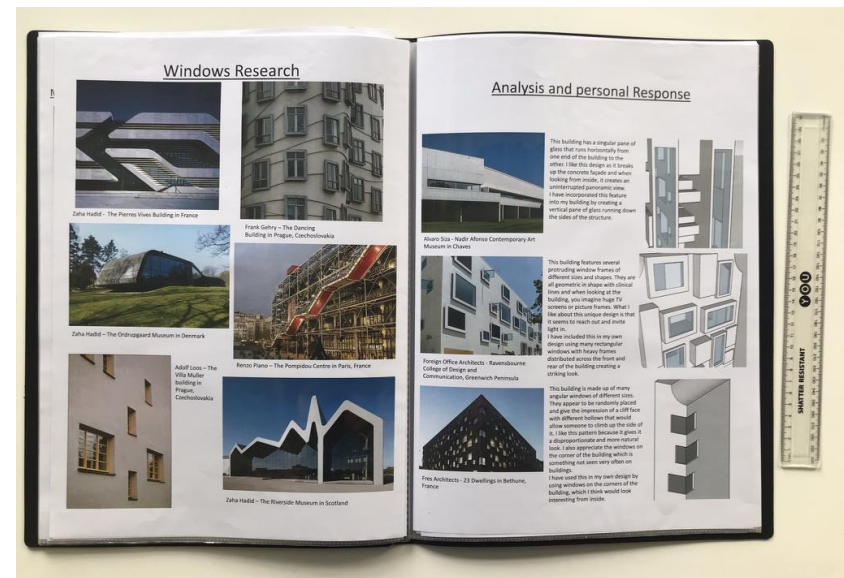 Windows Research
Zaha Hadid - The Pierres Vives Building in France
Frank Gehry – The Dancing
Building in Prague, Czechoslovakia
Zaha Hadid – The Ordrupgaard Museum in Denmark
Renzo Piano – The Pompidou Centre in Paris, France
Adolf Loos – The
Villa Muller
building in
Prague,
Czechoslovakia
Zaha Hadid – The Riverside Museum in Scotland
Analysis and personal Response
Alvaro Siza - Nadir Afonso Contemporary Art
Museum in Chaves
This building has a singular pane of
glass that runs horizontally from
one end of the building to the
other. I like this design as it breaks
up the concrete façade and when
looking from inside, it creates an
uninterrupted panoramic view.
I have incorporated this feature
into my building by creating a
vertical pane of glass running down
the sides of the structure.
Foreign Office Architects - Ravensbourne
College of Design and
Communication, Greenwich Peninsula
This building features several
protruding window frames of
different sizes and shapes. They are
all geometric in shape with clinical
lines and when looking at the
building, you imagine huge TV
screens or picture frames. What I
like about this unique design is that
it seems to reach out and invite
light in.
I have included this in my own
design using many rectangular
windows with heavy frames
distributed across the front and
rear of the building creating a
striking look.
Fres Architects - 23 Dwellings in Bethune,
France
This building is made up of many
angular windows of different sizes.
They appear to be randomly placed
and give the impression of a cliff face
with different hollows that would
allow someone to climb up the side of
it. I like this pattern because it gives it
a disproportionate and more natural
look. I also appreciate the windows on
the corner of the building which is
something not seen very often on
buildings.
I have used this in my own design by
using windows on the corners of the
building, which I think would look
interesting from inside.
YOU
SHATTER RESISTANT